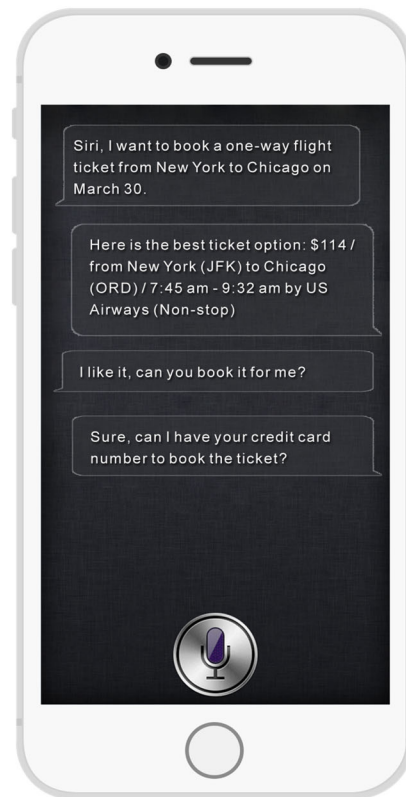 Siri, I want to book a one-way flight
ticket from New York to Chicago on
March 30.
Here is the best ticket option: $114 /
from New York (JFK) to Chicago
(ORD) / 7:45 am - 9:32 am by US
Airways (Non-stop)
I like it, can you book it for me?
Sure, can I have your credit card
number to book the ticket?